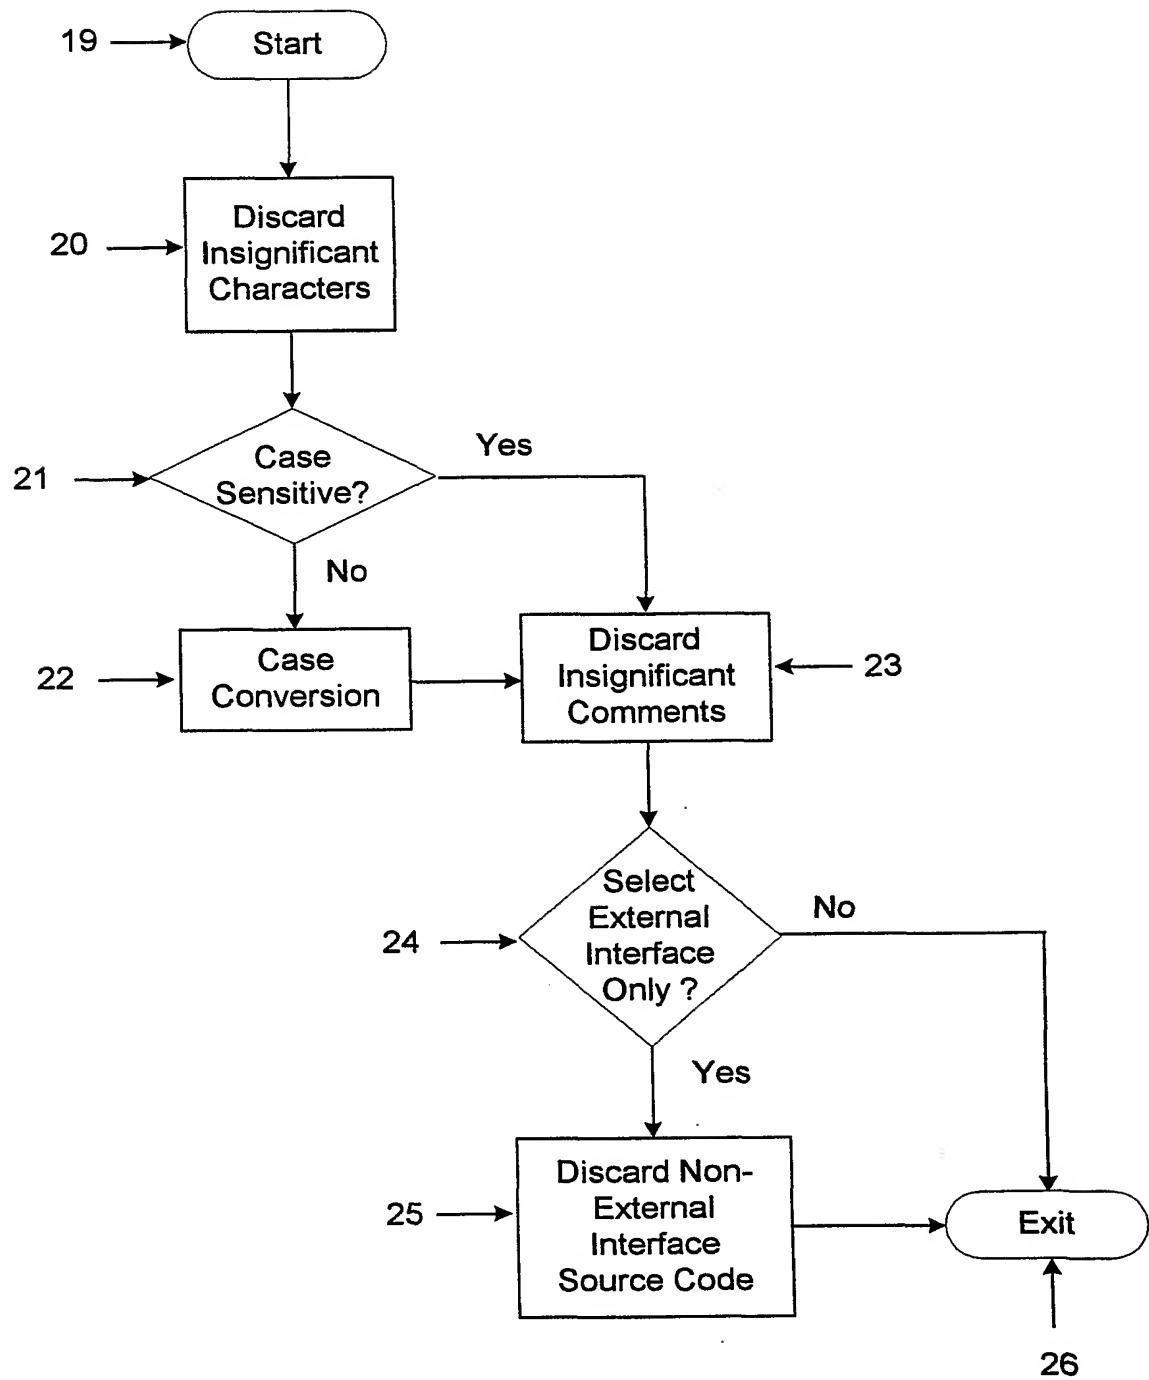 19
Start
20
Discard
Insignificant
Characters
21
Case
Sensitive?
Yes
No
22
Case
Conversion
Discard
Insignificant
Comments
23
24
Select
External
Interface
Only ?
No
Yes
25
Discard Non-
External
Interface
Source Code
Exit
26